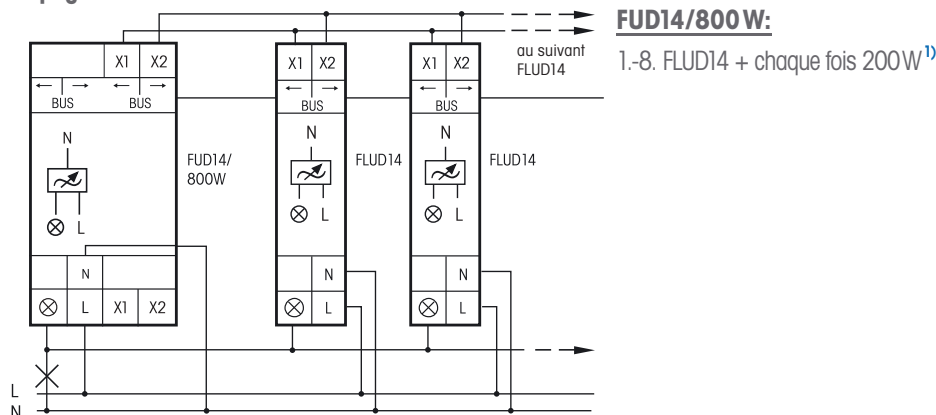 FUD14/800 W:
1.-8. FLUD14 + chaque fois 200 W 1)
au suivant
FLUD14
X1 X2
X1 X2
X1 X2
BUS BUS
BUS
BUS
N
N
N
FUD14/
800W
FLUD14
FLUD14
L
L
L
N
N
N
L X1 X2
L
L
L
N